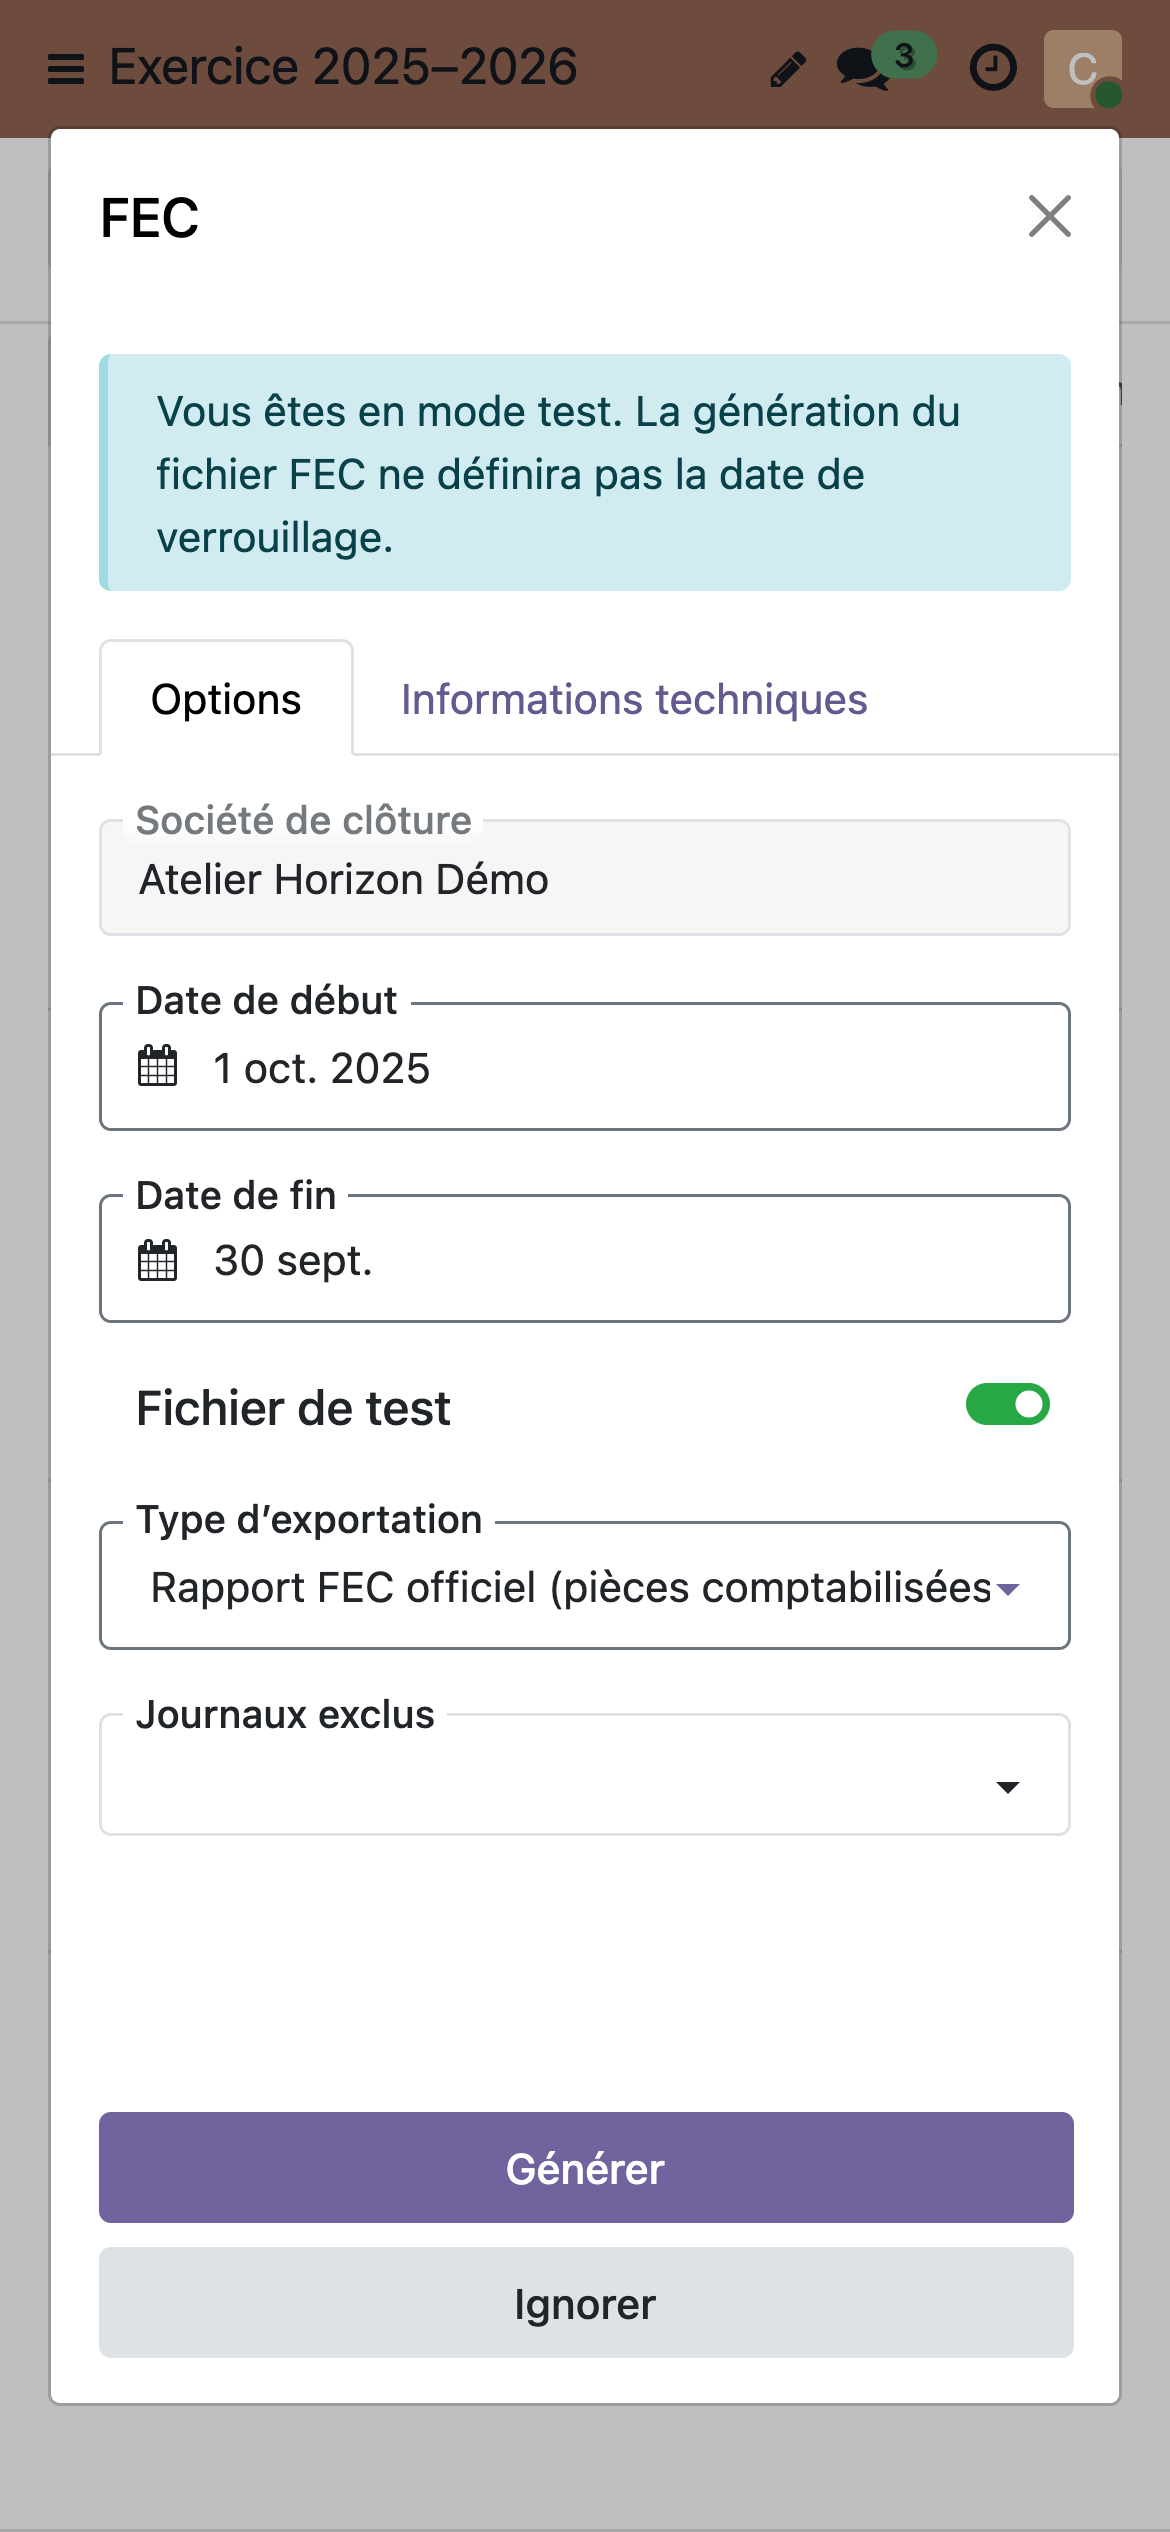 Exercice 2025–2026
3
C
FEC
Vous êtes en mode test. La génération du
fichier FEC ne définira pas la date de
verrouillage.
Options
Informations techniques
Société de clôture
Atelier Horizon Démo
Date de début
1 oct. 2025
Date de fin
30 sept.
Fichier de test
Type d’exportation
Rapport FEC officiel (pièces comptabilisées
Journaux exclus
Générer
Ignorer